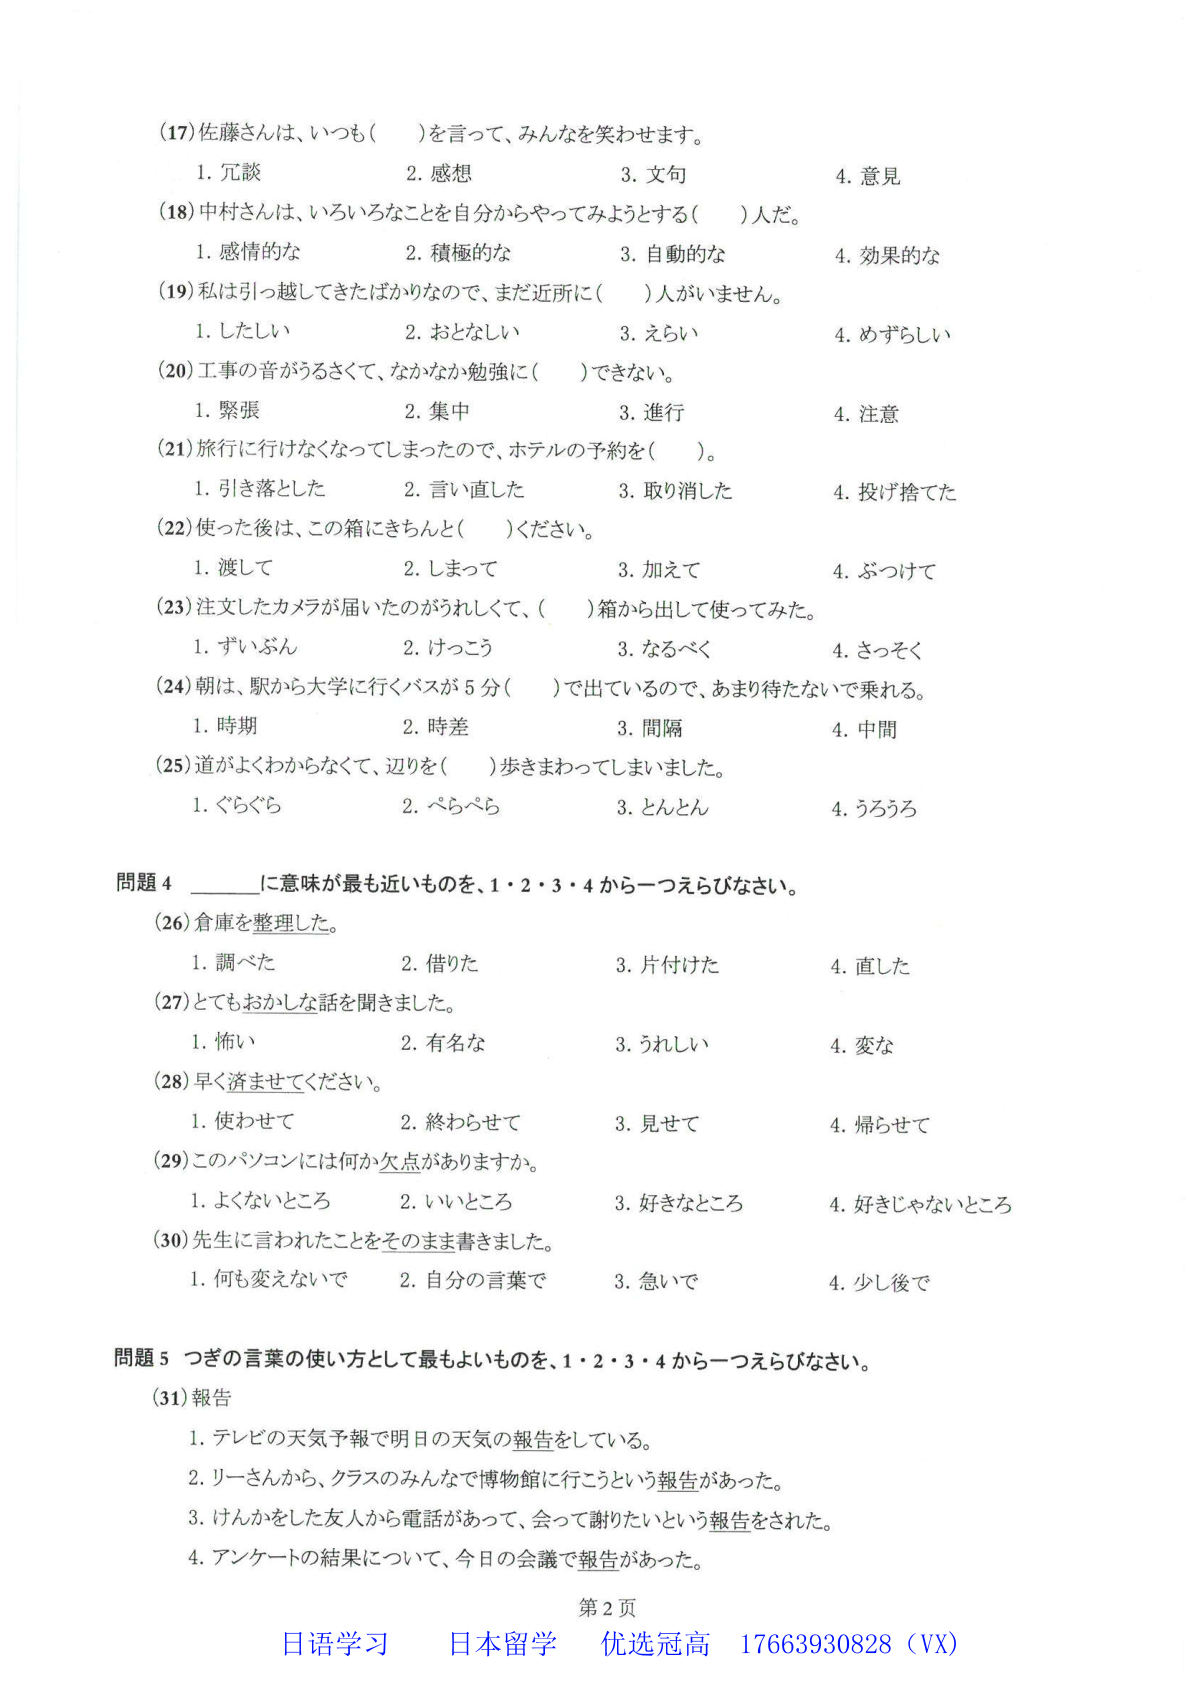 (17)佐藤さんは、いつも(　　)を言って、みんなを笑わせます。
1. 冗談　2. 感想　3. 文句　4. 意見
(18)中村さんは、いろいろなことを自分からやってみようとする(　　)人だ。
1. 感情的な　2. 積極的な　3. 自動的な　4. 効果的な
(19)私は引っ越してきたばかりなので、まだ近所に(　　)人がいません。
1. したしい　2. おとなしい　3. えらい　4. めずらしい
(20)工事の音がうるさくて、なかなか勉強に(　　)できない。
1. 緊張　2. 集中　3. 進行　4. 注意
(21)旅行に行けなくなってしまったので、ホテルの予約を(　　)。
1. 引き落とした　2. 言い直した　3. 取り消した　4. 投げ捨てた
(22)使った後は、この箱にきちんと(　　)ください。
1. 渡して　2. しまって　3. 加えて　4. ぶつけて
(23)注文したカメラが届いたのがうれしくて、(　　)箱から出して使ってみた。
1. ずいぶん　2. けっこう　3. なるべく　4. さっそく
(24)朝は、駅から大学に行くバスが 5 分(　　)で出ているので、あまり待たないで乗れる。
1. 時期　2. 時差　3. 間隔　4. 中間
(25)道がよくわからなくて、辺りを(　　)歩きまわってしまいました。
1. ぐらぐら　2. ぺらぺら　3. とんとん　4. うろうろ
問題 4 ______に意味が最も近いものを、1・2・3・4 から一つえらびなさい。
(26)倉庫を整理した。
1. 調べた　2. 借りた　3. 片付けた　4. 直した
(27)とてもおかしな話を聞きました。
1. 怖い　2. 有名な　3. うれしい　4. 変な
(28)早く済ませてください。
1. 使わせて　2. 終わらせて　3. 見せて　4. 帰らせて
(29)このパソコンには何か欠点がありますか。
1. よくないところ　2. いいところ　3. 好きなところ　4. 好きじゃないところ
(30)先生に言われたことをそのまま書きました。
1. 何も変えないで　2. 自分の言葉で　3. 急いで　4. 少し後で
問題 5 つぎの言葉の使い方として最もよいものを、1・2・3・4 から一つえらびなさい。
(31)報告
1. テレビの天気予報で明日の天気の報告をしている。
2. リーさんから、クラスのみんなで博物館に行こうという報告があった。
3. けんかをした友人から電話があって、会って謝りたいという報告をされた。
4. アンケートの結果について、今日の会議で報告があった。
第 2 页
日语学习　日本留学　优选冠高　17663930828（VX)